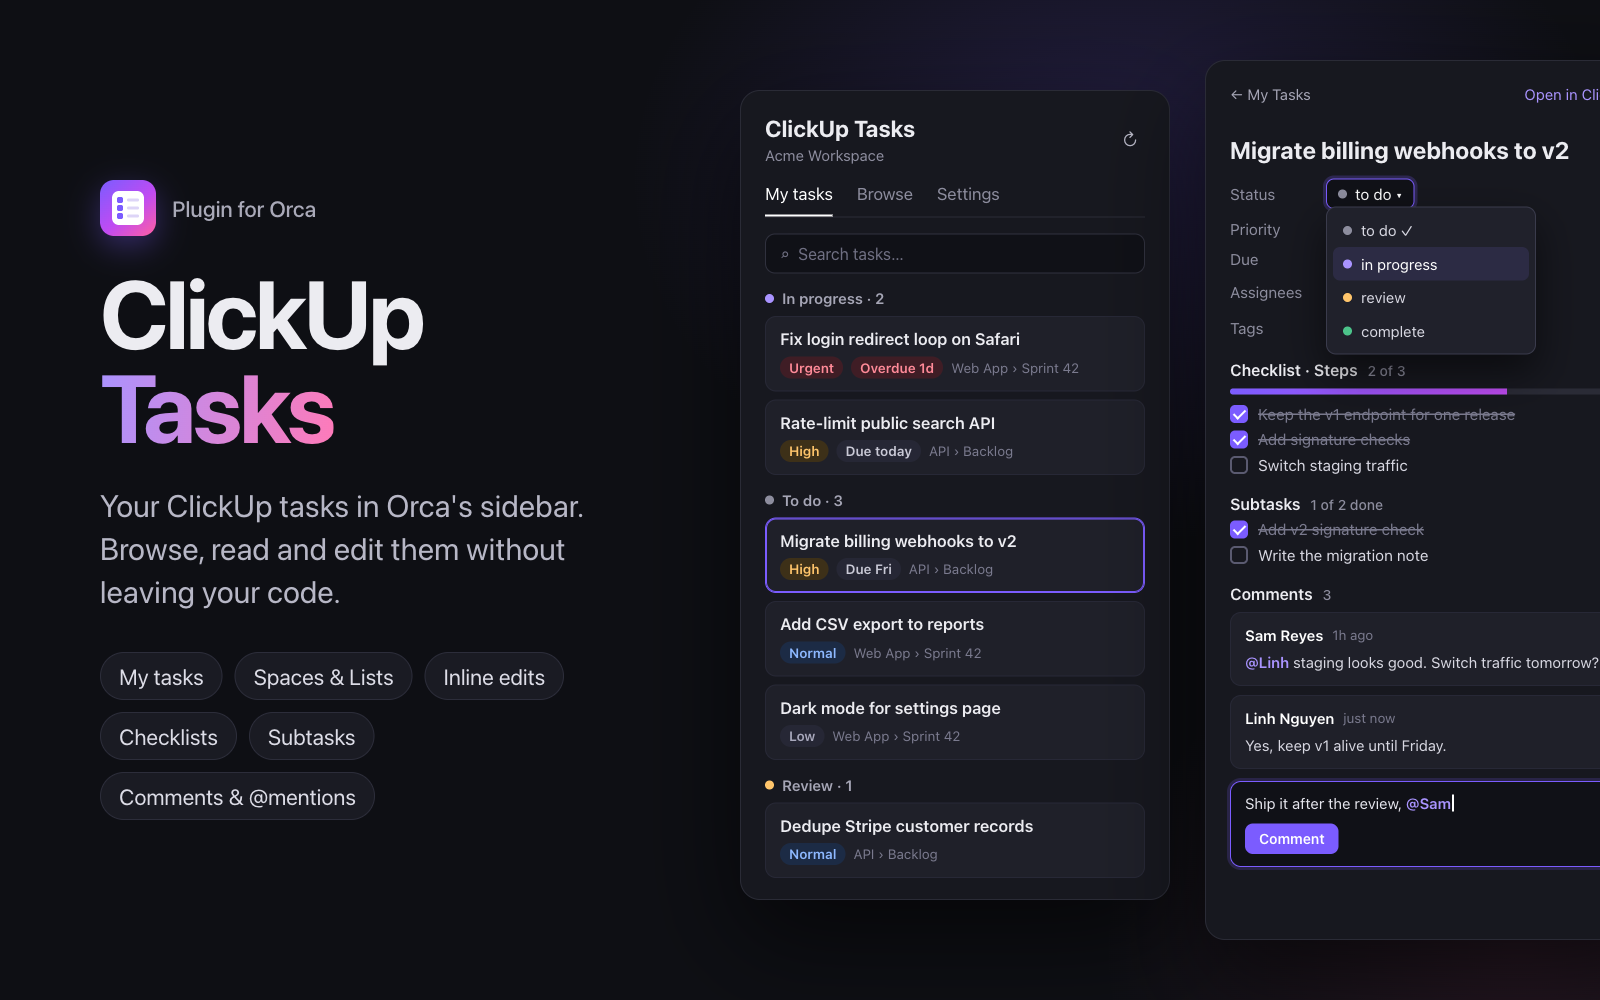 Plugin for Orca
ClickUp
Tasks
Your ClickUp tasks in Orca's sidebar.
Browse, read and edit them without
leaving your code.
My tasks
Spaces & Lists
Inline edits
Checklists
Subtasks
Comments & @mentions
ClickUp Tasks
Acme Workspace
My tasks
Browse
Settings
Search tasks...
In progress · 2
Fix login redirect loop on Safari
Urgent
Overdue 1d
Web App › Sprint 42
Rate-limit public search API
High
Due today
API › Backlog
To do · 3
Migrate billing webhooks to v2
High
Due Fri
API › Backlog
Add CSV export to reports
Normal
Web App › Sprint 42
Dark mode for settings page
Low
Web App › Sprint 42
Review · 1
Dedupe Stripe customer records
Normal
API › Backlog
← My Tasks
Open in Cli
Migrate billing webhooks to v2
Status
to do
Priority
to do ✓
in progress
Due
review
Assignees
complete
Tags
Checklist · Steps 2 of 3
Keep the v1 endpoint for one release
Add signature checks
Switch staging traffic
Subtasks 1 of 2 done
Add v2 signature check
Write the migration note
Comments 3
Sam Reyes 1h ago
@Linh staging looks good. Switch traffic tomorrow?
Linh Nguyen just now
Yes, keep v1 alive until Friday.
Ship it after the review, @Sam
Comment